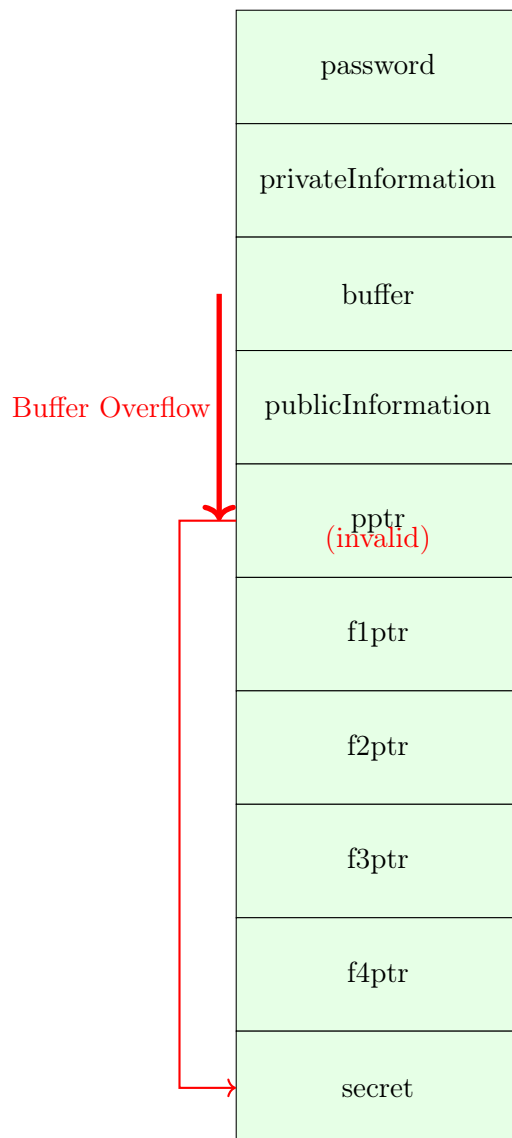 password
privateInformation
buffer
Buffer Overflow
publicInformation
pptr
(invalid)
f1ptr
f2ptr
f3ptr
f4ptr
secret